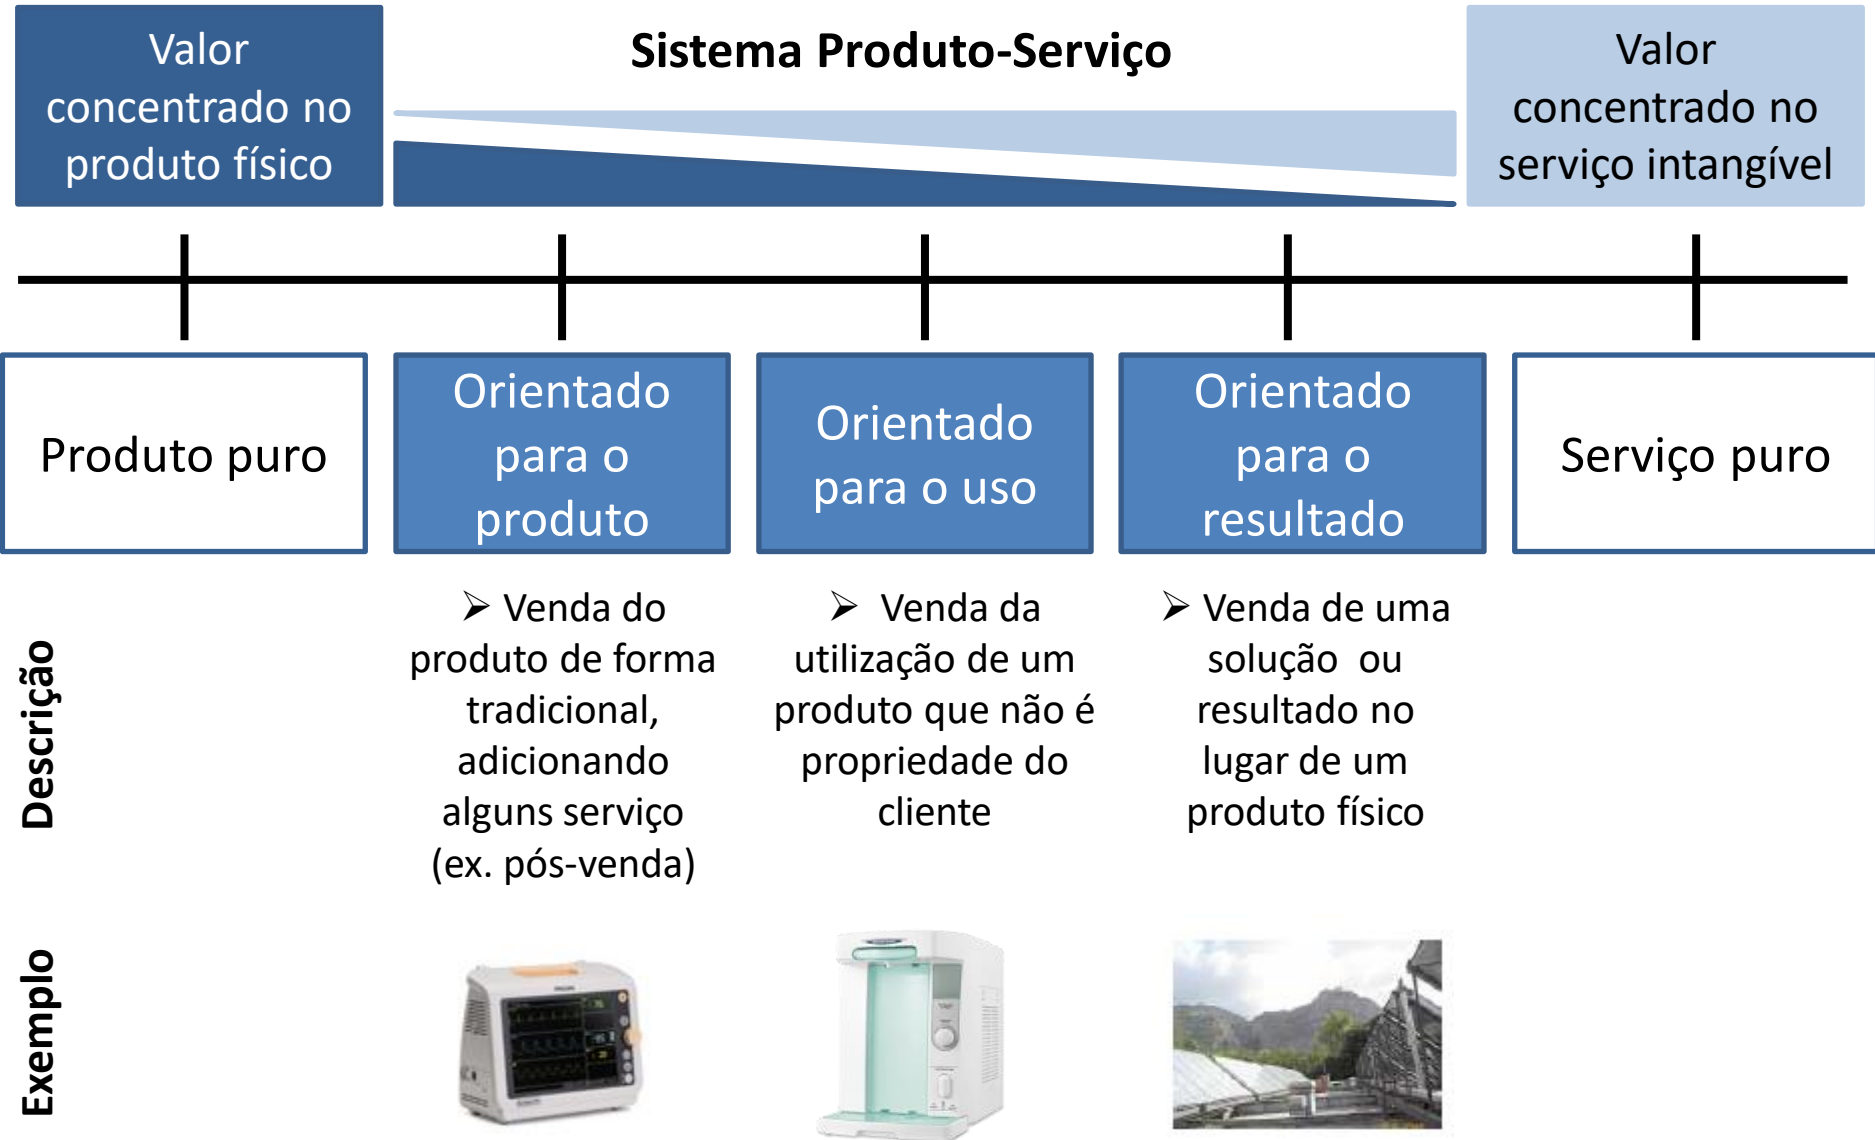 Valor
concentrado no
produto físico
Sistema Produto-Serviço
Valor
concentrado no
serviço intangível
Produto puro
Orientado
para o
produto
Orientado
para o uso
Orientado
para o
resultado
Serviço puro
Descrição
➢ Venda do
produto de forma
tradicional,
adicionando
alguns serviço
(ex. pós-venda)
➢ Venda da
utilização de um
produto que não é
propriedade do
cliente
➢ Venda de uma
solução ou
resultado no
lugar de um
produto físico
Exemplo